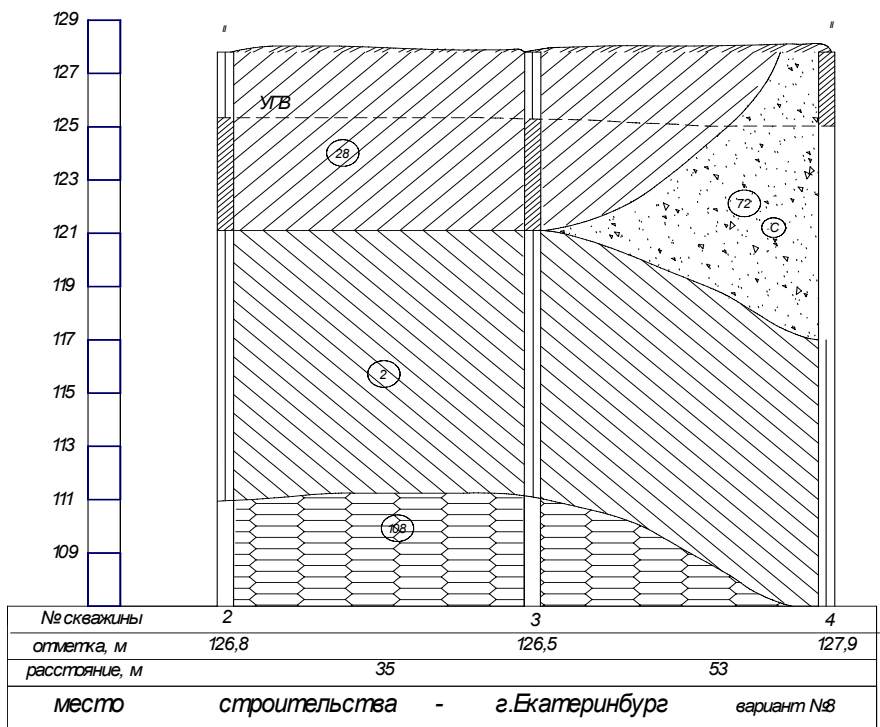 129
127
125
123
121
119
117
115
113
111
109
УГВ
28
72
С
2
108
№ скважины 2 3 4
отметка, м 126,8 126,5 127,9
расстояние, м 35 53
место строительства - г.Екатеринбург вариант №8